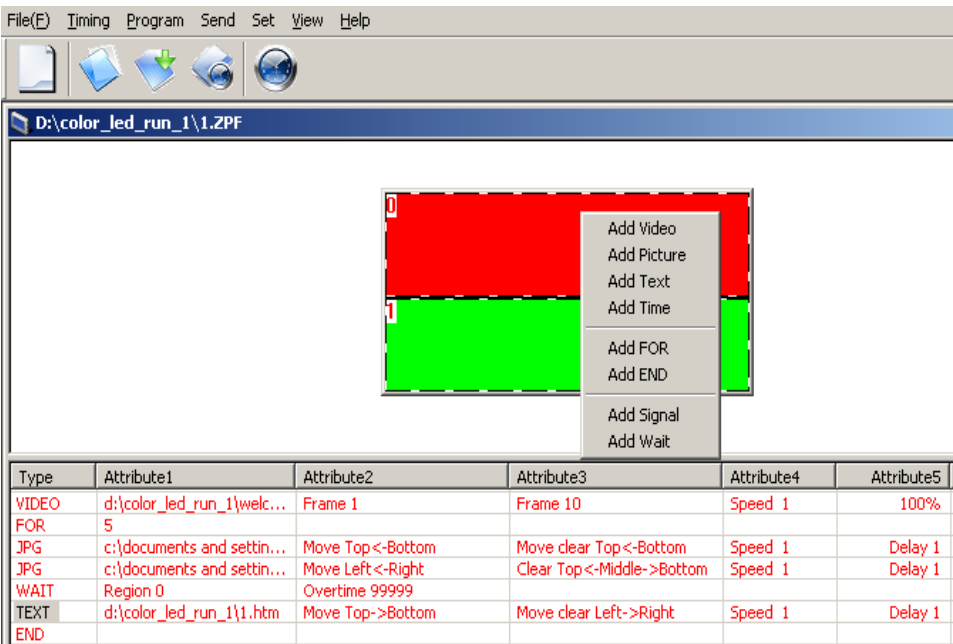 File(F) Timing Program Send Set View Help
D:\color_led_run_1\1.ZPF
0
1
Add Video
Add Picture
Add Text
Add Time
Add FOR
Add END
Add Signal
Add Wait
Type Attribute1 Attribute2 Attribute3 Attribute4 Attribute5
VIDEO d:\color_led_run_1\welc... Frame 1 Frame 10 Speed 1 100%
FOR 5
JPG c:\documents and settin... Move Top<-Bottom Move clear Top<-Bottom Speed 1 Delay 1
JPG c:\documents and settin... Move Left<-Right Clear Top<-Middle->Bottom Speed 1 Delay 1
WAIT Region 0 Overtime 99999
TEXT d:\color_led_run_1\1.htm Move Top->Bottom Move clear Left->Right Speed 1 Delay 1
END